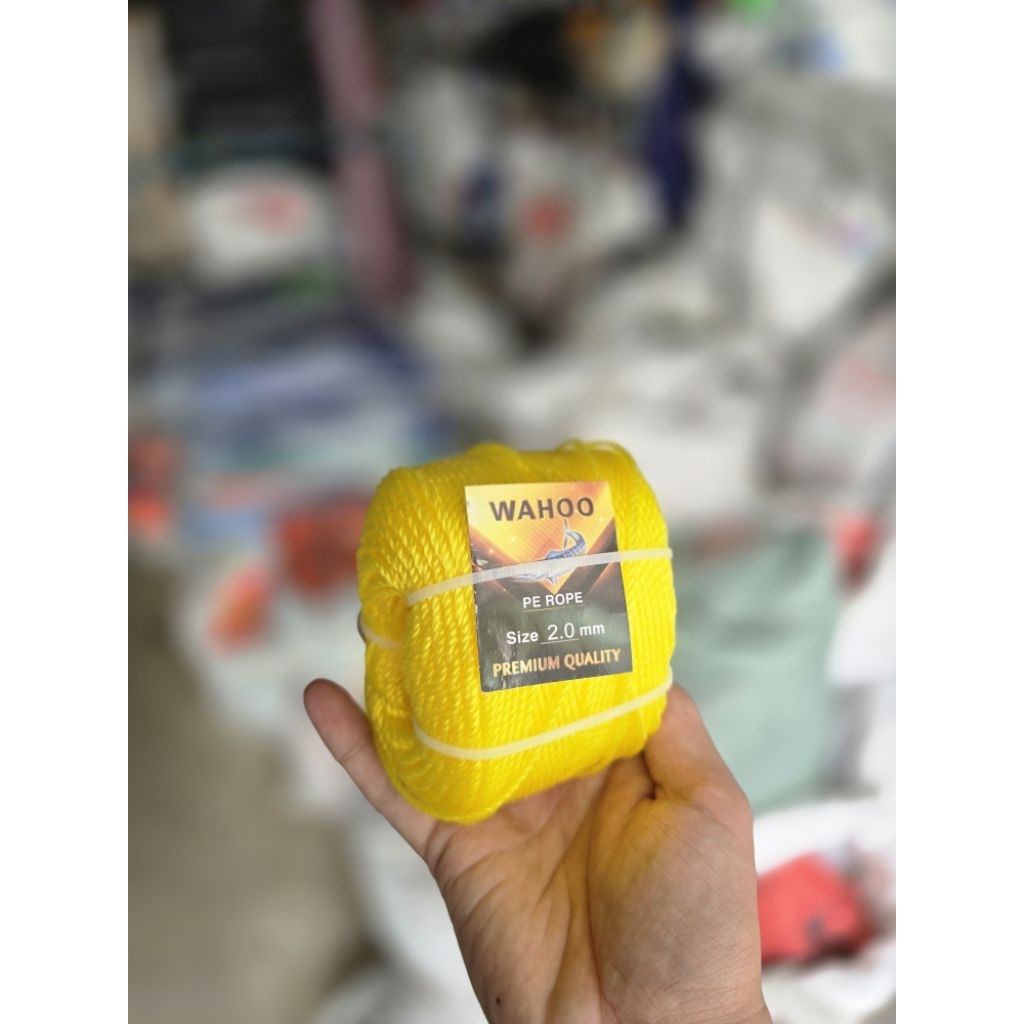 WAHOO
PE ROPE
Size 2.0 mm
PREMIUM QUALITY